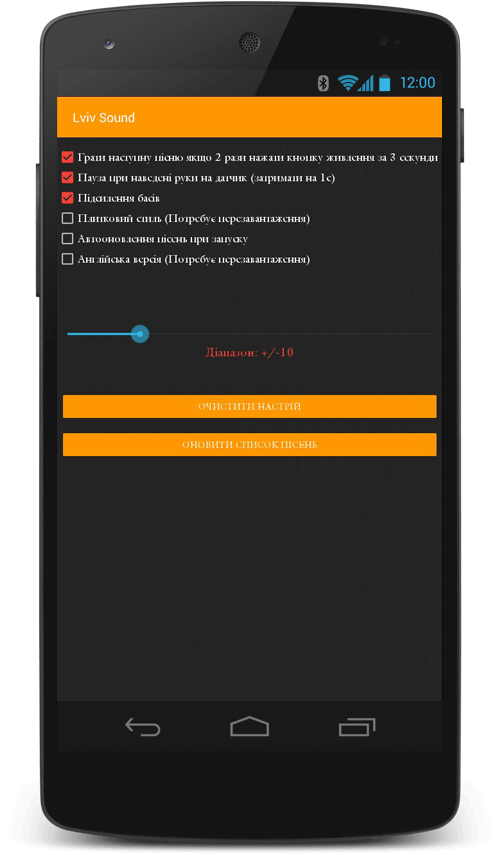 12:00
Lviv Sound
Грати наступну пісню якщо 2 рази нажати кнопку живлення за 3 секунди
Пауза при наведені руки на датчик (затримати на 1с)
Підсилення басів
Плитковий стиль (Потребує перезавантаження)
Автооновлення пісень при запуску
Англійська версія (Потребує перезавантаження)
Діапазон: +/-10
ОЧИСТИТИ НАСТРІЙ
ОНОВИТИ СПИСОК ПІСЕНЬ